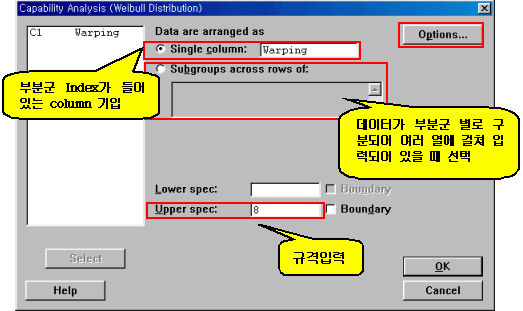 Capability Analysis (Weibull Distribution)
C1 Warping
Data are arranged as
Single column: Warping
Subgroups across rows of:
Options...
부분군 Index가 들어
있는 column 기입
데이터가 부분군 별로 구
분되어 여러 열에 걸쳐 입
력되어 있을 때 선택
Lower spec:
Boundary
Upper spec: 8
Boundary
규격입력
Select
Help
OK
Cancel